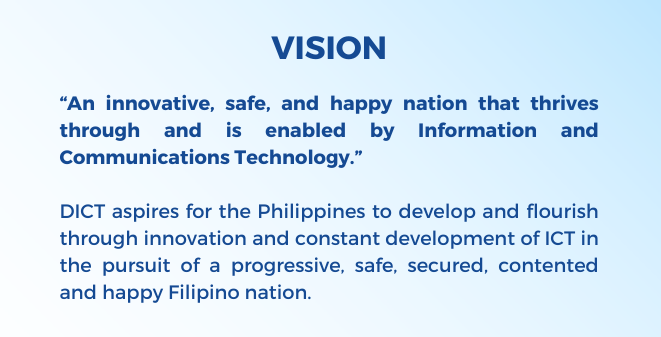 VISION
“An innovative, safe, and happy nation that thrives
through and is enabled by Information and
Communications Technology.”
DICT aspires for the Philippines to develop and flourish
through innovation and constant development of ICT in
the pursuit of a progressive, safe, secured, contented
and happy Filipino nation.